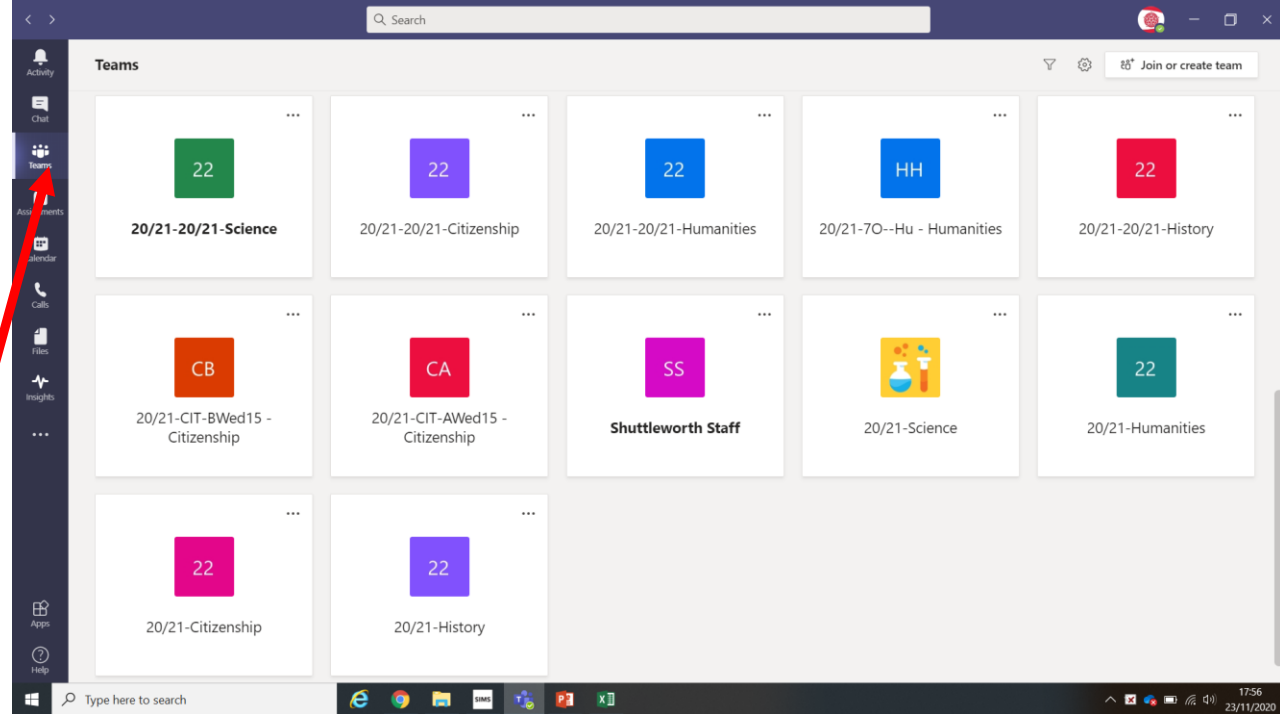 Search
Activity
Chat
Teams
Calls
Files
Insights
Apps
Help
Teams
Join or create team
22
20/21-20/21-Science
22
20/21-20/21-Citizenship
22
20/21-20/21-Humanities
HH
20/21-7O--Hu - Humanities
22
20/21-20/21-History
CB
20/21-CIT-BWed15 -
Citizenship
CA
20/21-CIT-AWed15 -
Citizenship
SS
Shuttleworth Staff
20/21-Science
22
20/21-Humanities
22
20/21-Citizenship
22
20/21-History
Type here to search
SIMS
17:56
23/11/2020